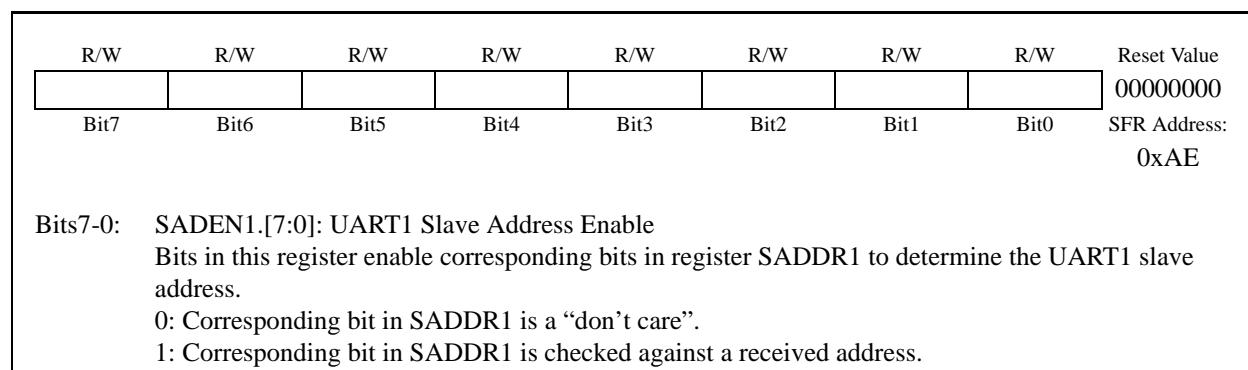 R/W R/W R/W R/W R/W R/W R/W R/W Reset Value
00000000
Bit7 Bit6 Bit5 Bit4 Bit3 Bit2 Bit1 Bit0 SFR Address:
0xAE
Bits7-0: SADEN1.[7:0]: UART1 Slave Address Enable
Bits in this register enable corresponding bits in register SADDR1 to determine the UART1 slave
address.
0: Corresponding bit in SADDR1 is a “don’t care”.
1: Corresponding bit in SADDR1 is checked against a received address.